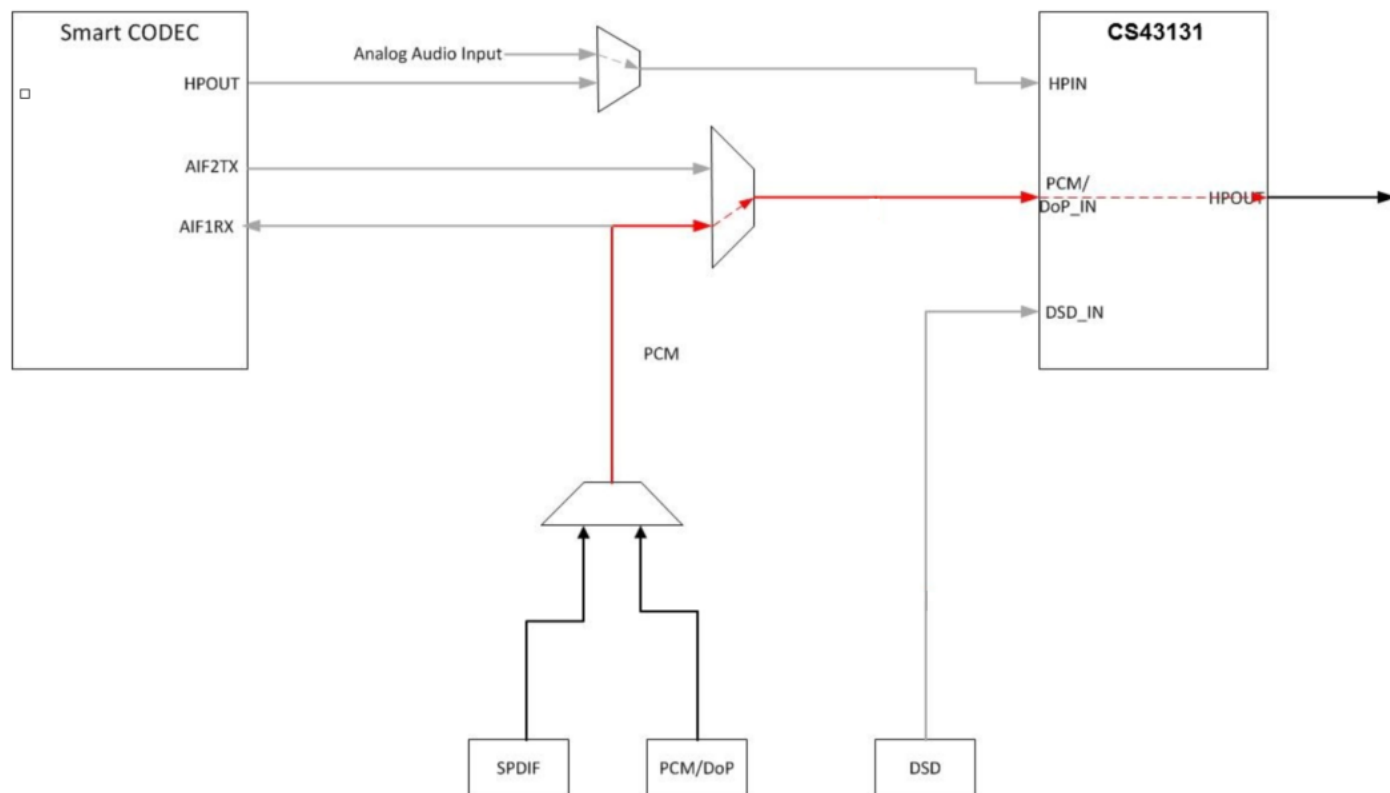 Smart CODEC
CS43131
Analog Audio Input
HPOUT
HPIN
AIF2TX
PCM/
DoP_IN
HPOUT
AIF1RX
DSD_IN
PCM
SPDIF
PCM/DoP
DSD